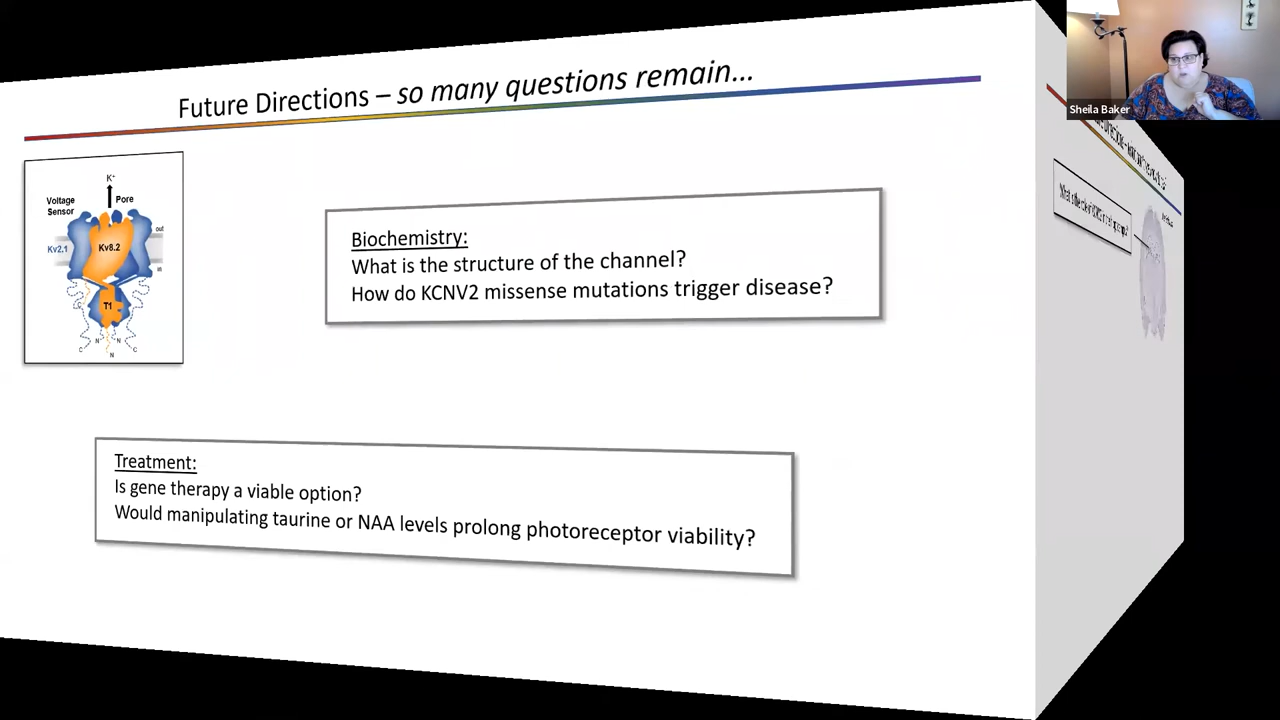 Future Directions – so many questions remain...
K⁺
Voltage
Sensor
Pore
Kv2.1
Kv8.2
out
in
T1
C
N
N
C
N
Biochemistry:
What is the structure of the channel?
How do KCNV2 missense mutations trigger disease?
Treatment:
Is gene therapy a viable option?
Would manipulating taurine or NAA levels prolong photoreceptor viability?
Sheila Baker